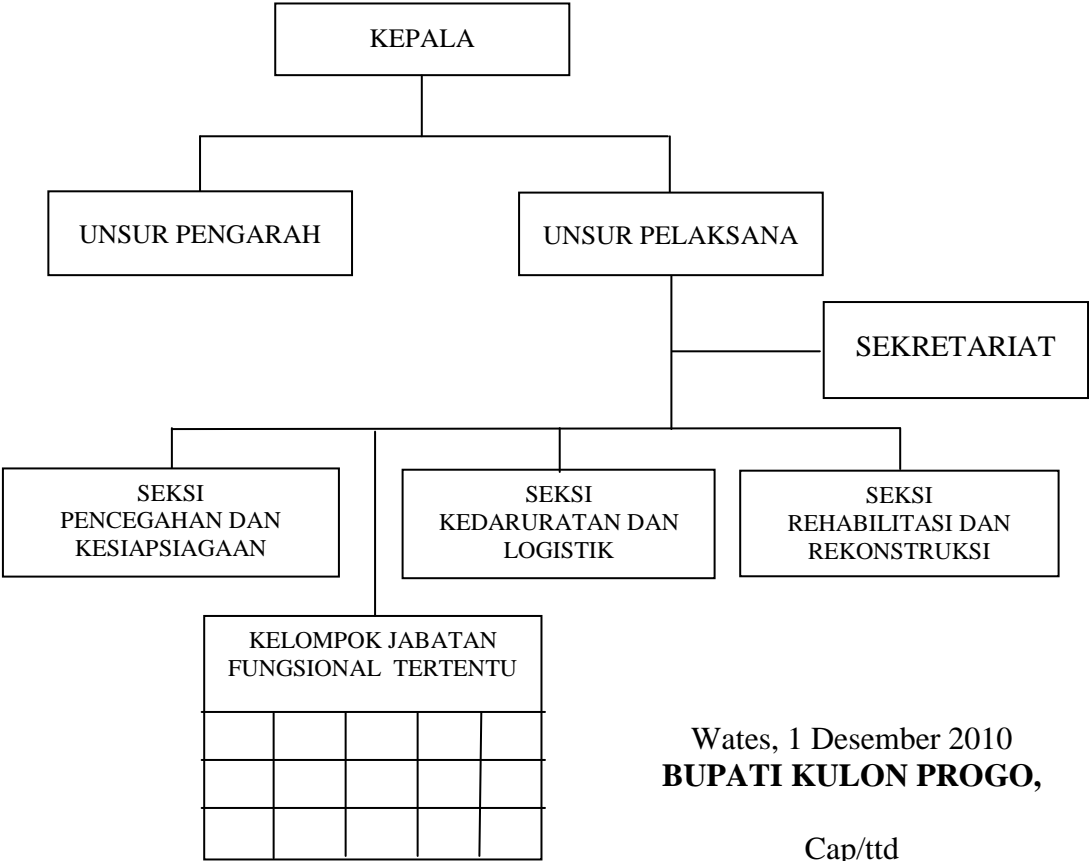 KEPALA
UNSUR PENGARAH
UNSUR PELAKSANA
SEKRETARIAT
SEKSI
PENCEGAHAN DAN
KESIAPSIAGAAN
SEKSI
KEDARURATAN DAN
LOGISTIK
SEKSI
REHABILITASI DAN
REKONSTRUKSI
KELOMPOK JABATAN
FUNGSIONAL TERTENTU
Wates, 1 Desember 2010
BUPATI KULON PROGO,
Cap/ttd